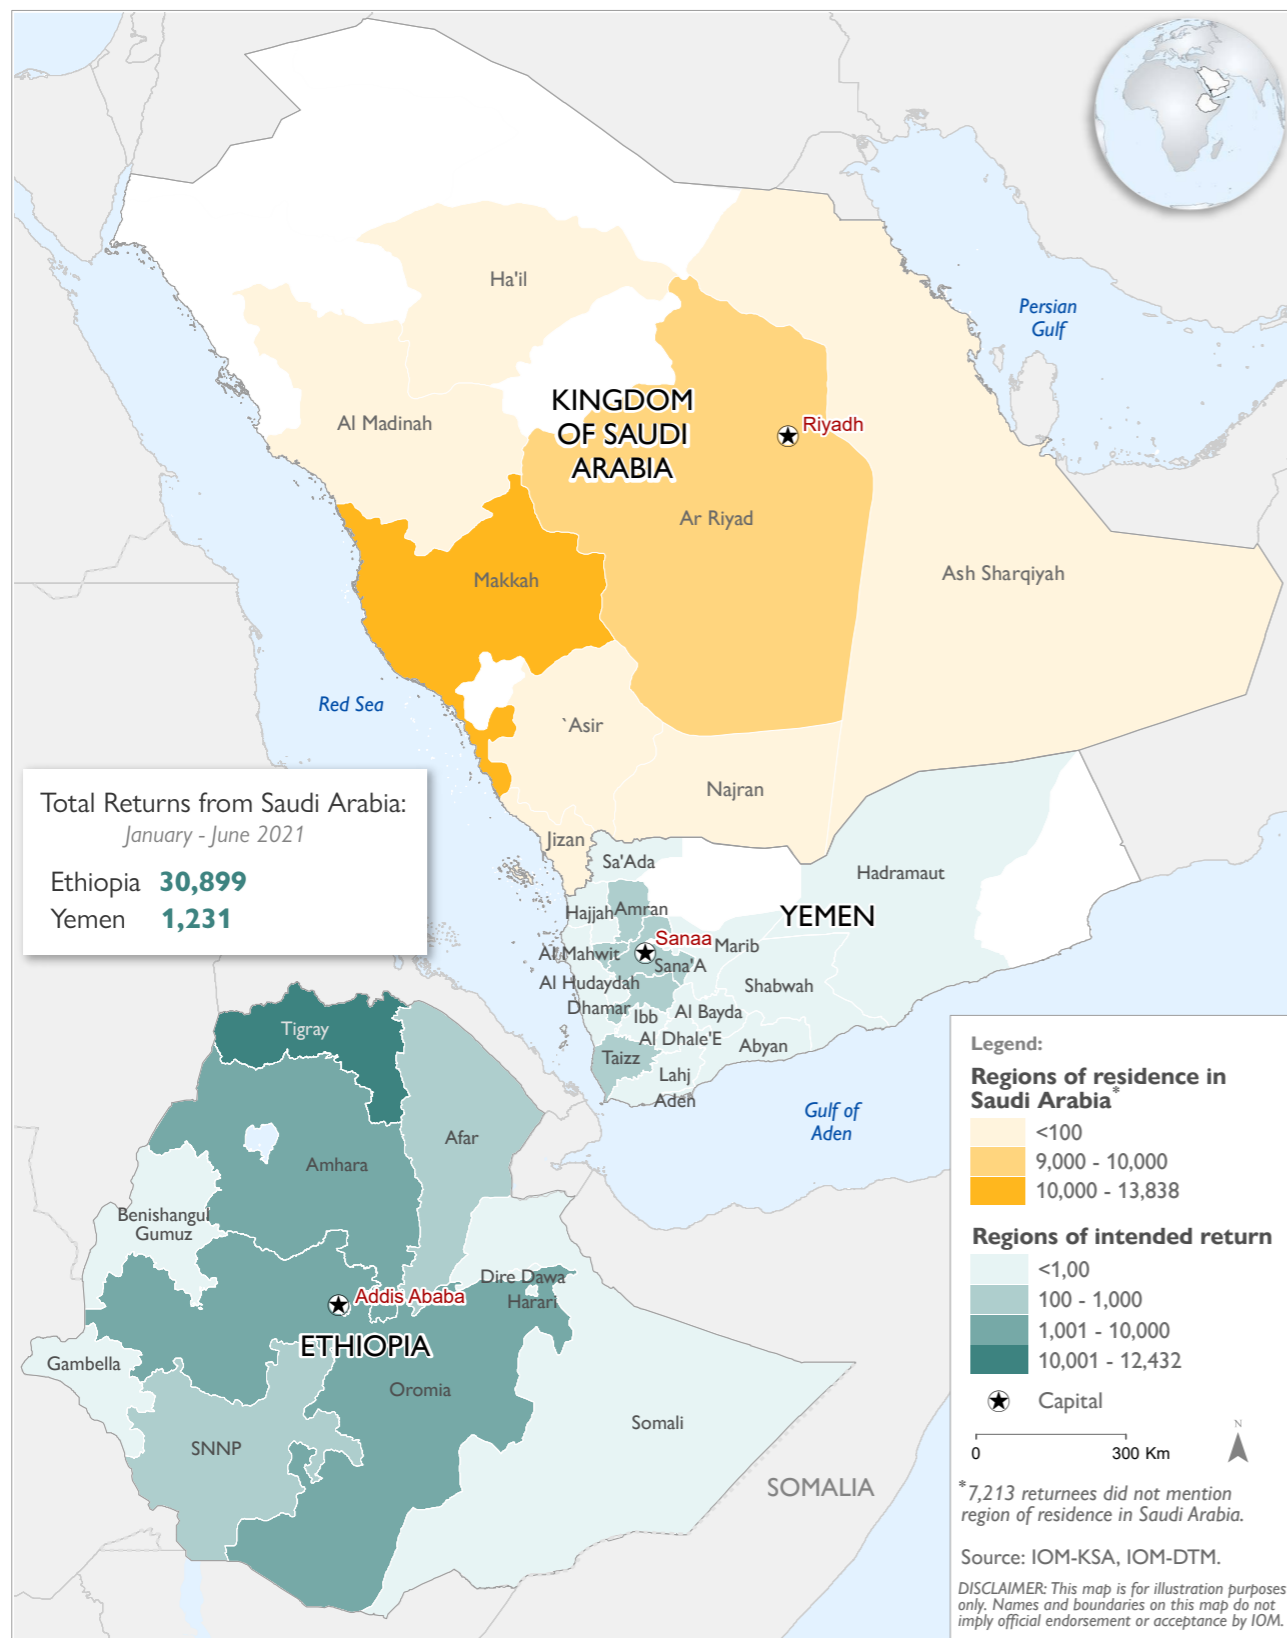 Ha'il
Persian
Gulf
KINGDOM
OF SAUDI
ARABIA
Riyadh
Al Madinah
Ar Riyad
Makkah
Ash Sharqiyah
Red Sea
`Asir
Najran
Total Returns from Saudi Arabia:
January - June 2021
Ethiopia 30,899
Yemen 1,231
Jizan
Sa'Ada
Hadramaut
Hajjah
Amran
YEMEN
Sanaa
Marib
Al Mahwit
Sana'A
Al Hudaydah
Shabwah
Dhamar
Ibb
Al Bayda
Al Dhale'E
Abyan
Taizz
Lahj
Aden
Gulf of
Aden
Tigray
Afar
Amhara
Benishangul
Gumuz
Dire Dawa
Harari
Addis Ababa
ETHIOPIA
Gambella
Oromia
Somali
SNNP
SOMALIA
Legend:
Regions of residence in
Saudi Arabia*
<100
9,000 - 10,000
10,000 - 13,838
Regions of intended return
<1,00
100 - 1,000
1,001 - 10,000
10,001 - 12,432
Capital
N
0 300 Km
*7,213 returnees did not mention
region of residence in Saudi Arabia.
Source: IOM-KSA, IOM-DTM.
DISCLAIMER: This map is for illustration purposes
only. Names and boundaries on this map do not
imply official endorsement or acceptance by IOM.